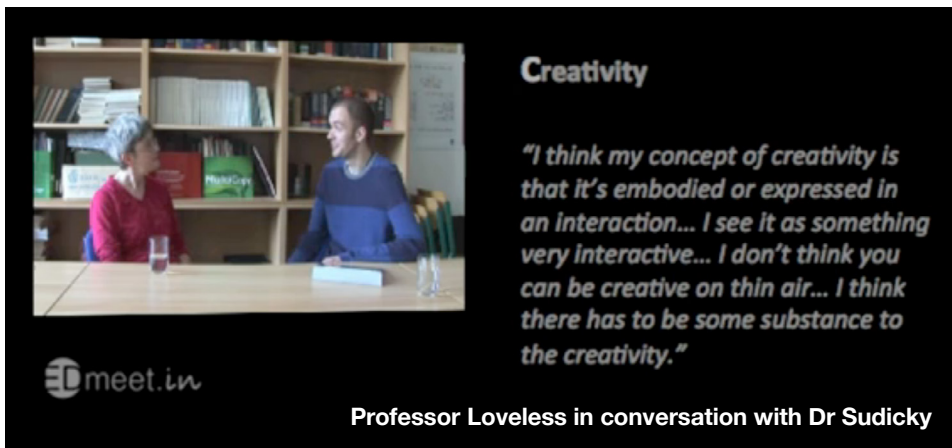 Creativity
“I think my concept of creativity is
that it’s embodied or expressed in
an interaction... I see it as something
very interactive... I don’t think you
can be creative on thin air... I think
there has to be some substance to
the creativity.”
MultiCopy
EDmeet.in
Professor Loveless in conversation with Dr Sudicky